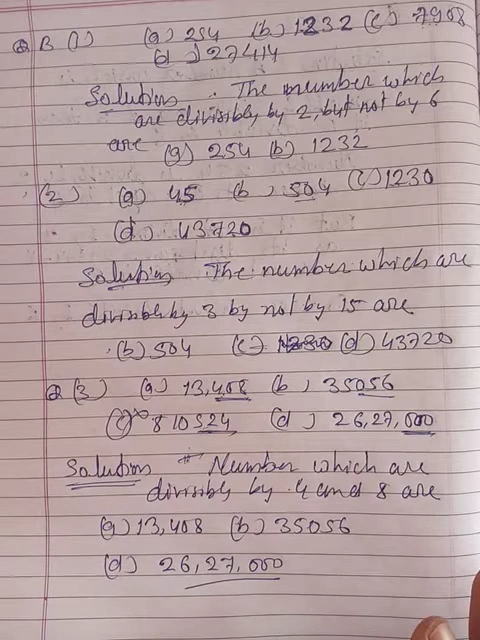 B (1) (a) 254 (b) 1232 (c) 7908
(d) 27414
Solution : The number which
are divisibly by 2, but not by 6
are (a) 254 (b) 1232
(2) (a) 45 (b) 504 (c) 1230
(d) 43720
Solution The number which are
divisible by 3 by not by 15 are
(b) 504 (c) 1230 (d) 43720
Q (3) (a) 13,408 (b) 35056
(c) 810524 (d) 26,27,000
Solution Number which are
divisibly by 4 and 8 are
(a) 13,408 (b) 35056
(d) 26,27,000